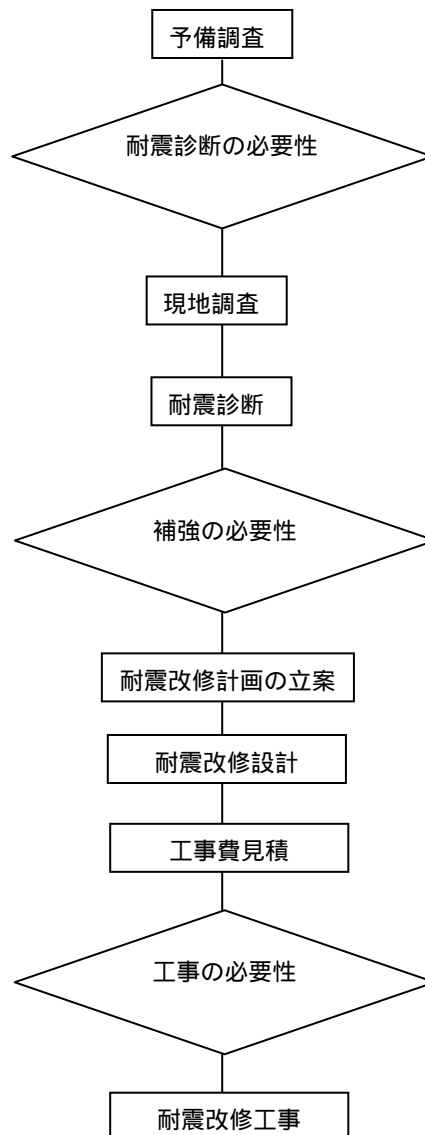 予備調査
耐震診断の必要性
現地調査
耐震診断
補強の必要性
耐震改修計画の立案
耐震改修設計
工事費見積
工事の必要性
耐震改修工事